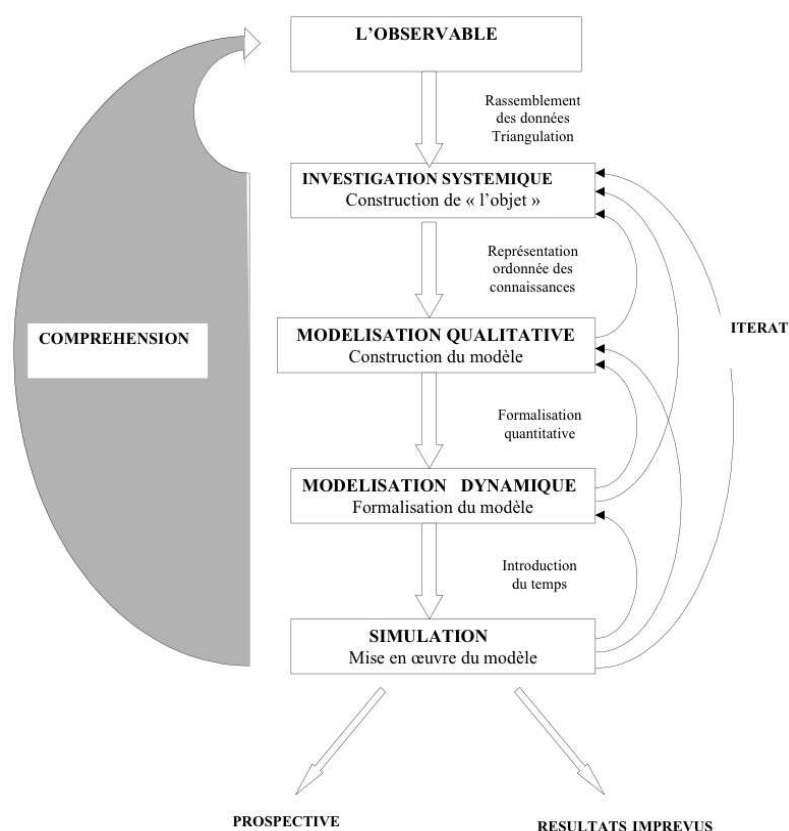 L'OBSERVABLE
Rassemblement
des données
Triangulation
INVESTIGATION SYSTEMIQUE
Construction de « l'objet »
Représentation
ordonnée des
connaissances
COMPREHENSION
MODELISATION QUALITATIVE
Construction du modèle
ITERAT
Formalisation
quantitative
MODELISATION DYNAMIQUE
Formalisation du modèle
Introduction
du temps
SIMULATION
Mise en œuvre du modèle
PROSPECTIVE
RESULTATS IMPREVUS